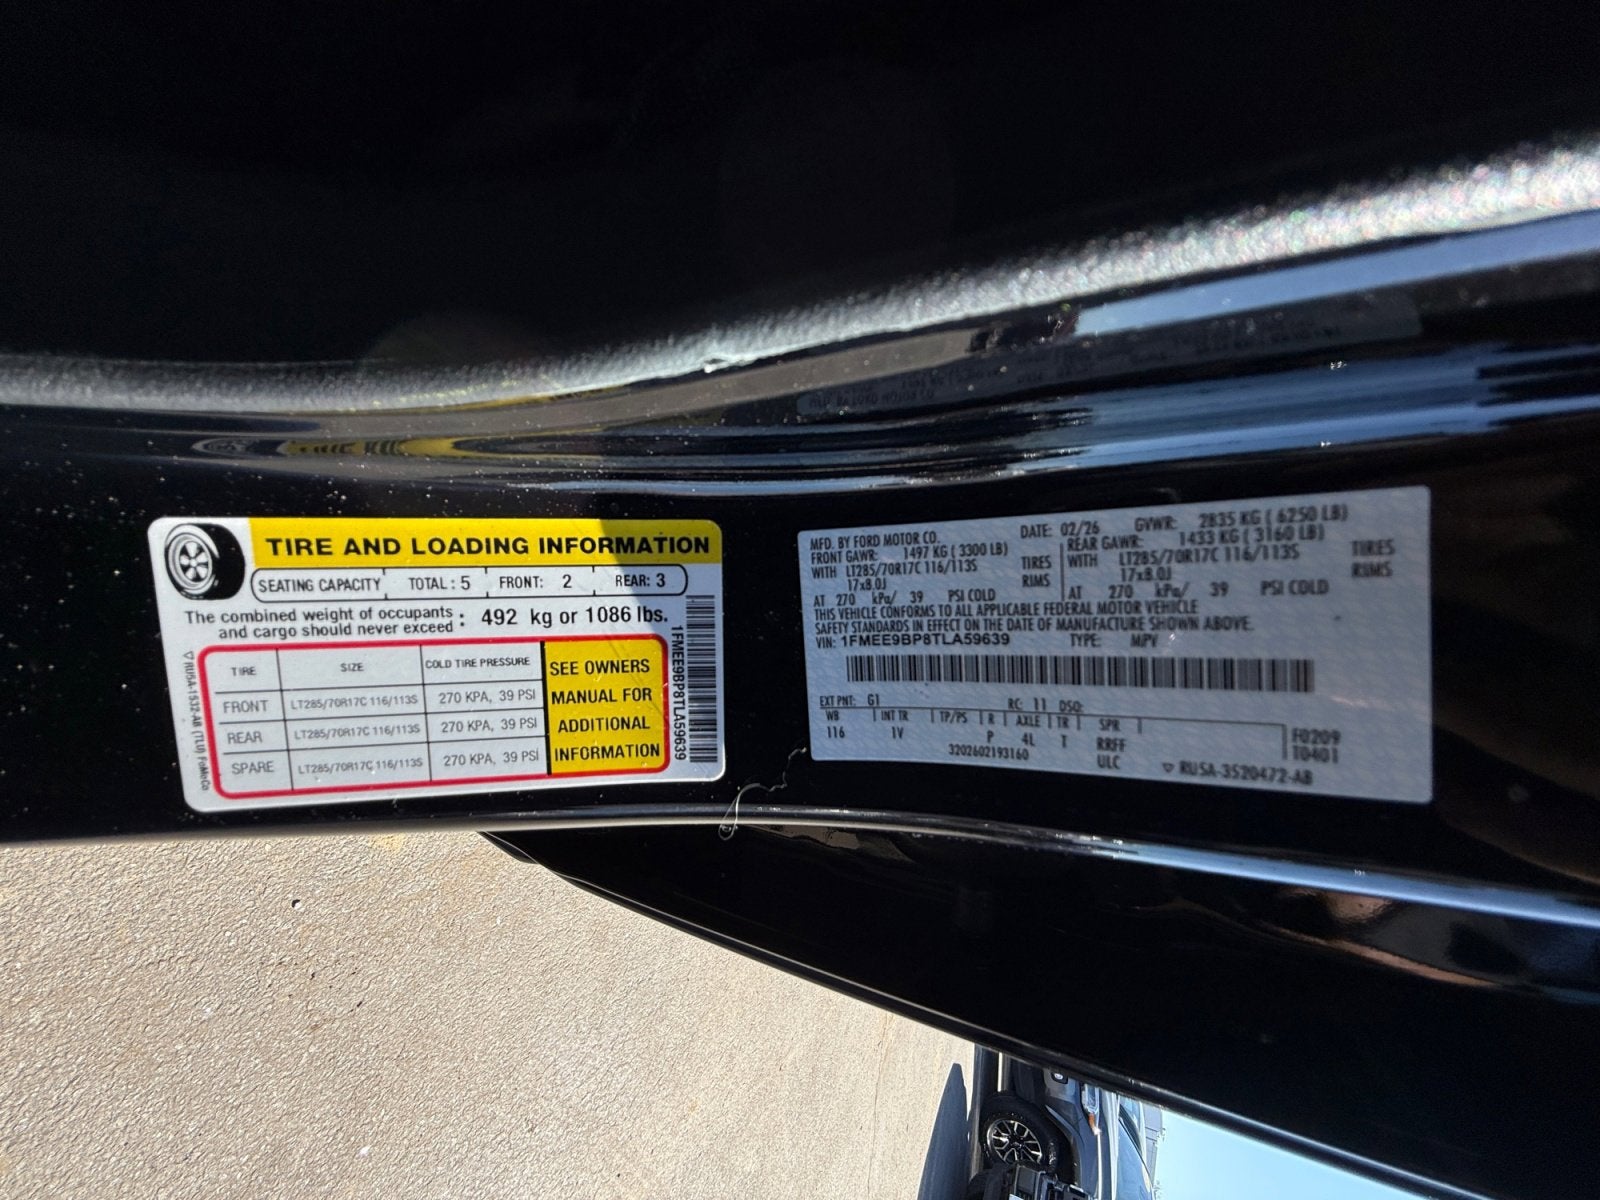 TIRE AND LOADING INFORMATION
SEATING CAPACITY TOTAL : 5 FRONT: 2 REAR: 3
The combined weight of occupants and cargo should never exceed : 492 kg or 1086 lbs.
TIRE SIZE COLD TIRE PRESSURE
FRONT LT285/70R17C 116/113S 270 KPA, 39 PSI
REAR LT285/70R17C 116/113S 270 KPA, 39 PSI
SPARE LT285/70R17C 116/113S 270 KPA, 39 PSI
SEE OWNERS
MANUAL FOR
ADDITIONAL
INFORMATION
1FMEE9BP8TLA59639
▽ RU5A-1532-AB (TLU) FoMoCo
MFD. BY FORD MOTOR CO. DATE: 02/26 GVWR: 2835 KG ( 6250 LB)
FRONT GAWR: 1497 KG ( 3300 LB) REAR GAWR: 1433 KG ( 3160 LB)
WITH LT285/70R17C 116/113S TIRES WITH LT285/70R17C 116/113S TIRES
17x8.0J RIMS 17x8.0J RIMS
AT 270 kPa/ 39 PSI COLD AT 270 kPa/ 39 PSI COLD
THIS VEHICLE CONFORMS TO ALL APPLICABLE FEDERAL MOTOR VEHICLE
SAFETY STANDARDS IN EFFECT ON THE DATE OF MANUFACTURE SHOWN ABOVE.
VIN: 1FMEE9BP8TLA59639 TYPE: MPV
EXT PNT: G1 RC: 11 DSO:
WB INT TR TP/PS R AXLE TR SPR
116 1V P 4L T RRFF F0209
3202602193160 ULC T0401
▽ RU5A-3520472-AB